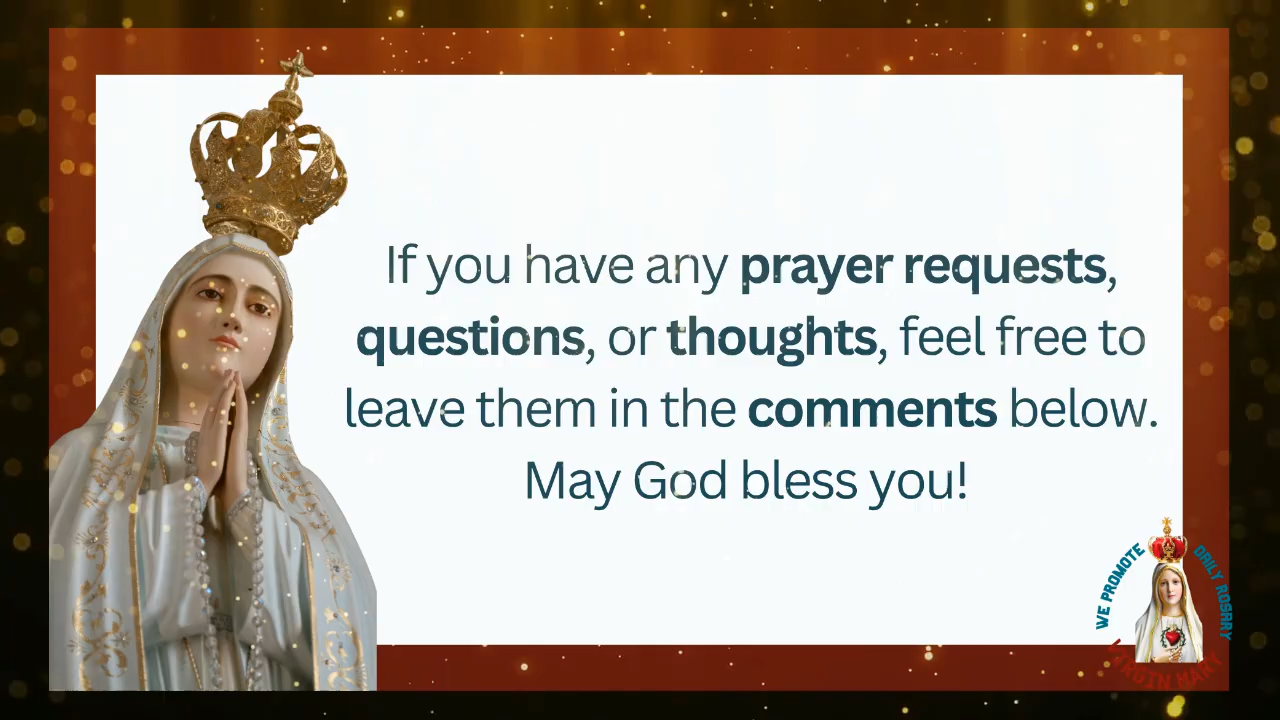 If you have any prayer requests,
questions, or thoughts, feel free to
leave them in the comments below.
May God bless you!
WE PROMOTE
DAILY ROSARY
VIRGIN MARY